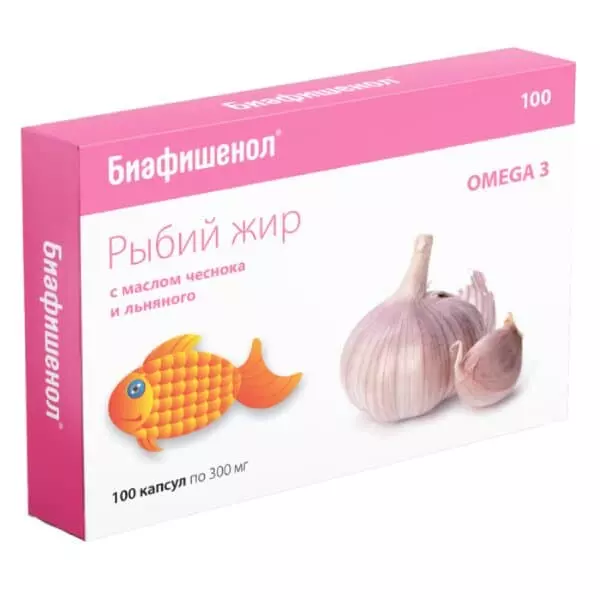 Биафишенол®
Биафишенол®
100
OMEGA 3
Рыбий жир
с маслом чеснока
и льняного
100 капсул по 300 мг
Биафишенол®